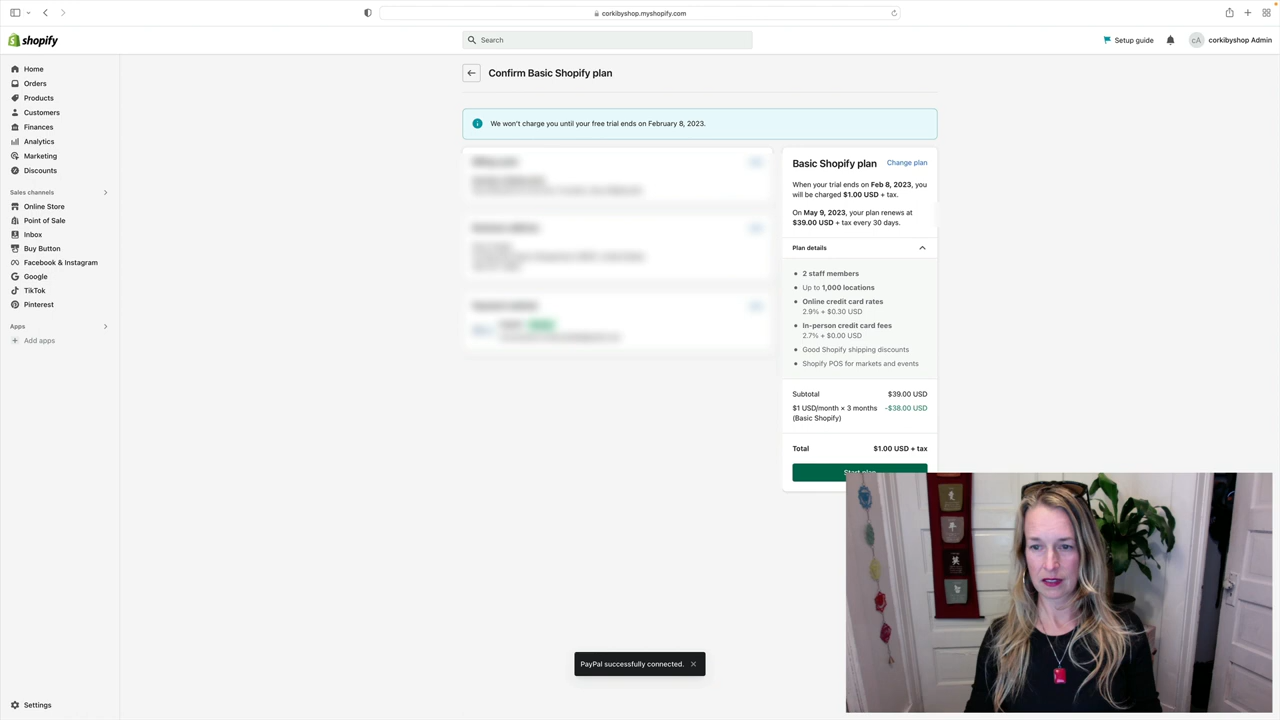 corkibyshop.myshopify.com
shopify
Search
Setup guide
cA
corkibyshop Admin
Home
Orders
Products
Customers
Finances
Analytics
Marketing
Discounts
Sales channels
Online Store
Point of Sale
Inbox
Buy Button
Facebook & Instagram
Google
TikTok
Pinterest
Apps
Add apps
Settings
Confirm Basic Shopify plan
We won't charge you until your free trial ends on February 8, 2023.
Basic Shopify plan
Change plan
When your trial ends on Feb 8, 2023, you
will be charged $1.00 USD + tax.
On May 9, 2023, your plan renews at
$39.00 USD + tax every 30 days.
Plan details
2 staff members
Up to 1,000 locations
Online credit card rates
2.9% + $0.30 USD
In-person credit card fees
2.7% + $0.00 USD
Good Shopify shipping discounts
Shopify POS for markets and events
Subtotal $39.00 USD
$1 USD/month × 3 months -$38.00 USD
(Basic Shopify)
Total $1.00 USD + tax
Start plan
PayPal successfully connected.